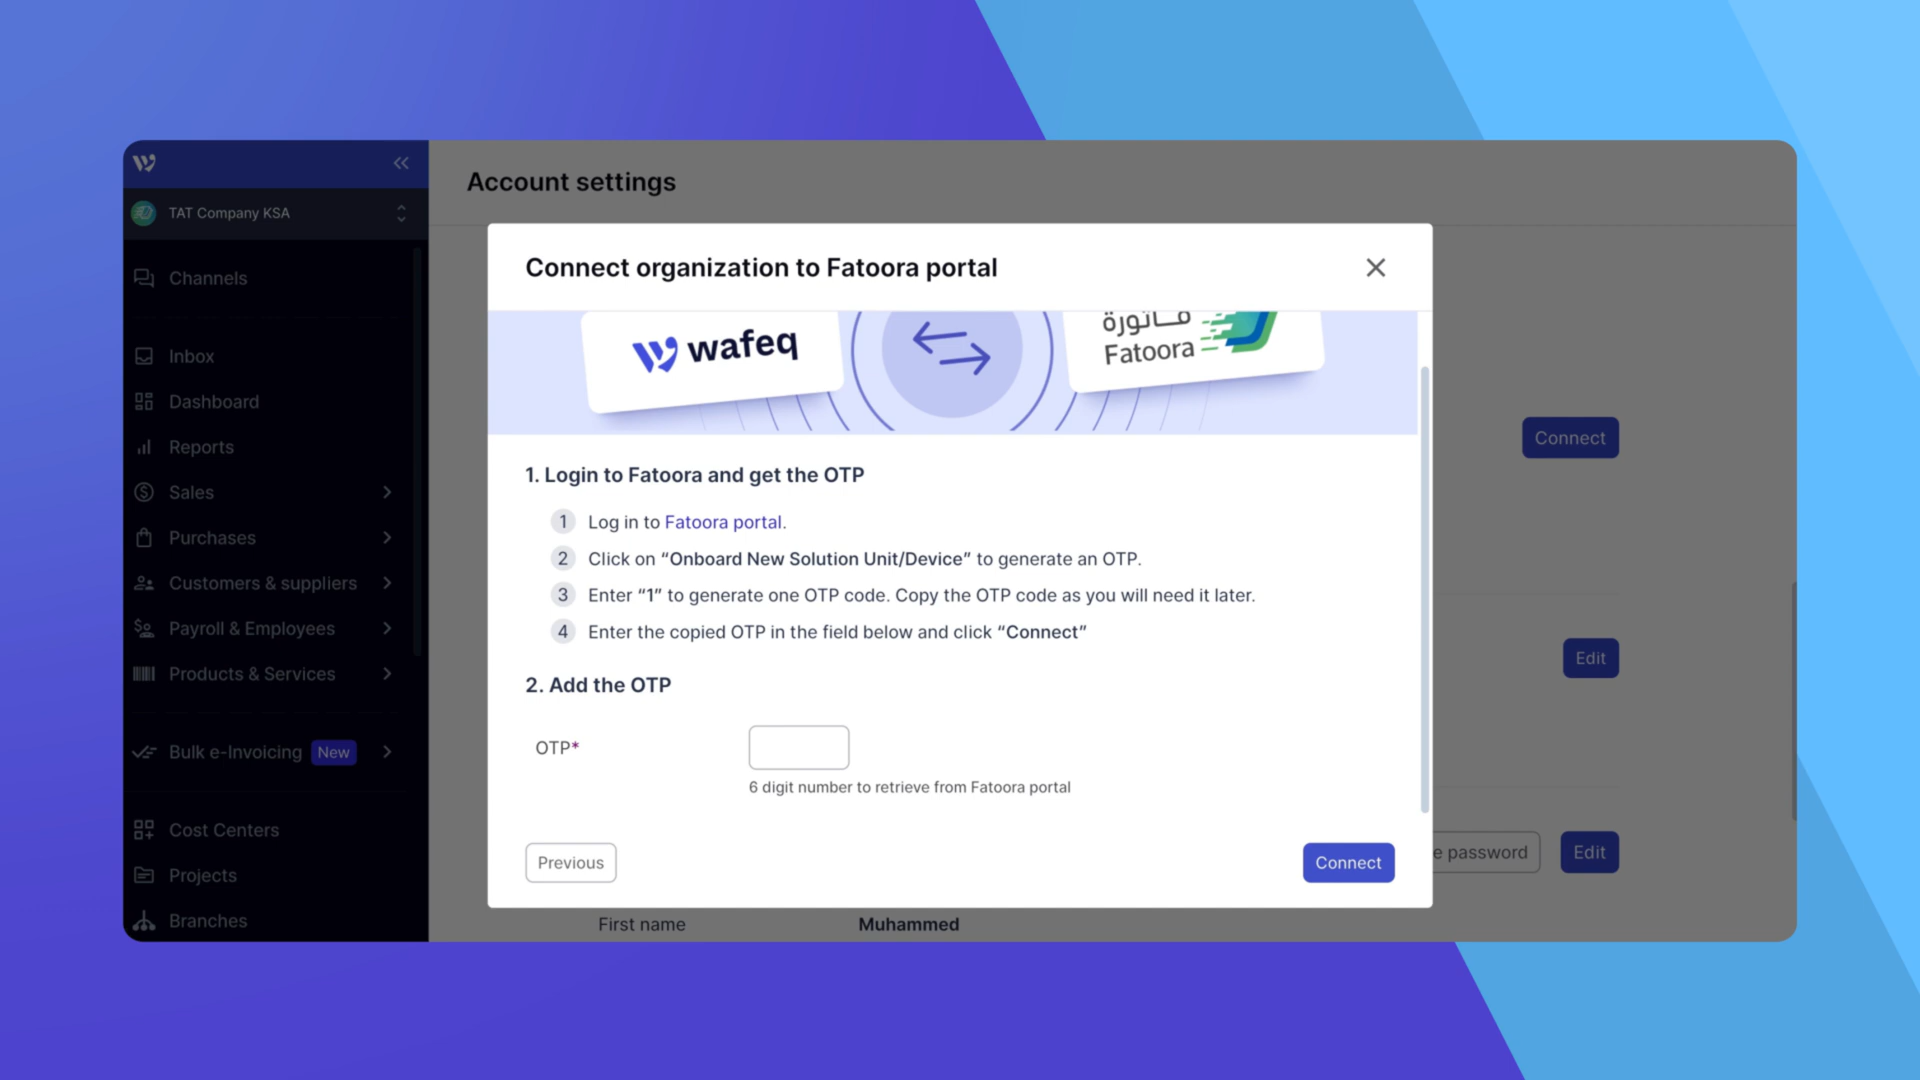 TAT Company KSA
Channels
Inbox
Dashboard
Reports
Sales
Purchases
Customers & suppliers
Payroll & Employees
Products & Services
Bulk e-Invoicing New
Cost Centers
Projects
Branches
Account settings
Connect organization to Fatoora portal
wafeq
فـاتورة
Fatoora
1. Login to Fatoora and get the OTP
1 Log in to Fatoora portal.
2 Click on “Onboard New Solution Unit/Device” to generate an OTP.
3 Enter “1” to generate one OTP code. Copy the OTP code as you will need it later.
4 Enter the copied OTP in the field below and click “Connect”
2. Add the OTP
OTP*
6 digit number to retrieve from Fatoora portal
Previous
Connect
Connect
Edit
e password
Edit
First name
Muhammed